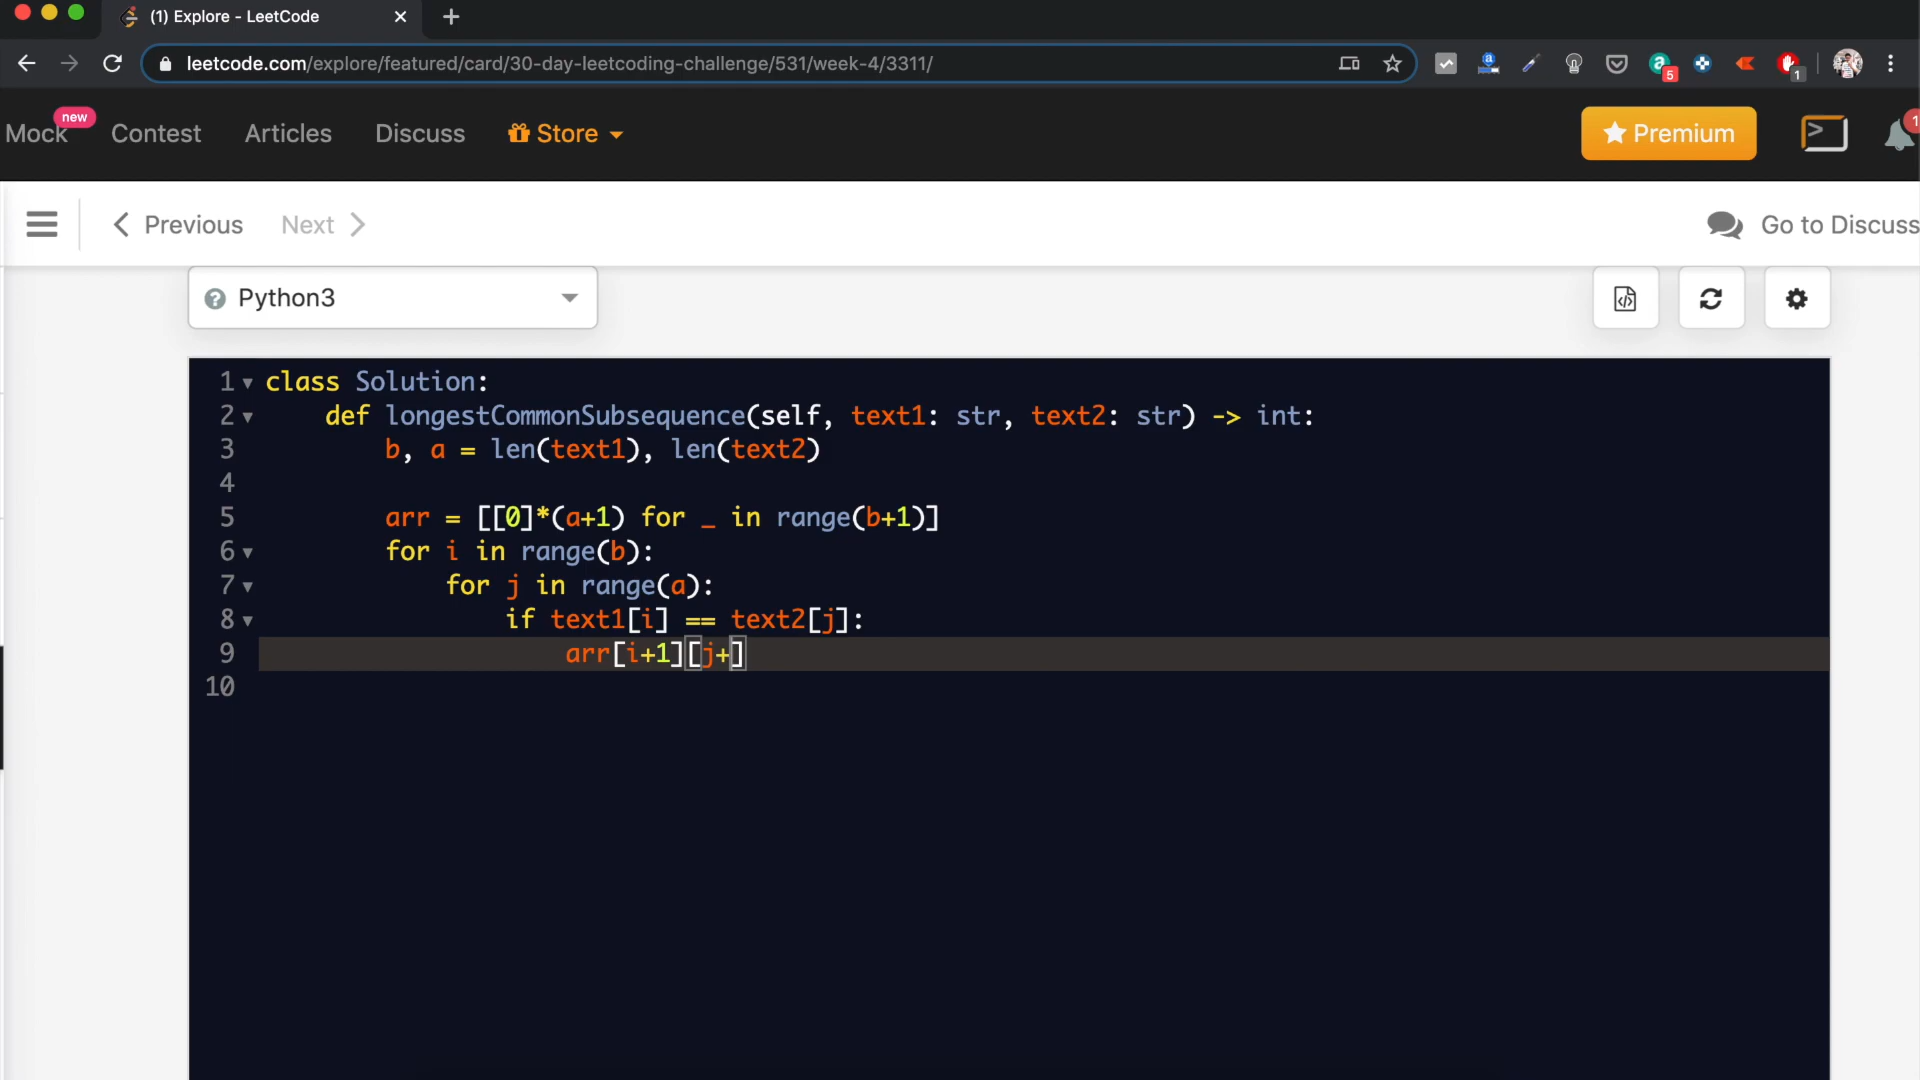 (1) Explore - LeetCode
leetcode.com/explore/featured/card/30-day-leetcoding-challenge/531/week-4/3311/
5
1
Mock new Contest Articles Discuss Store Premium 1
Previous Next Go to Discuss
Python3
1 class Solution:
2     def longestCommonSubsequence(self, text1: str, text2: str) -> int:
3         b, a = len(text1), len(text2)
4
5         arr = [[0]*(a+1) for _ in range(b+1)]
6         for i in range(b):
7             for j in range(a):
8                 if text1[i] == text2[j]:
9                     arr[i+1][j+]
10